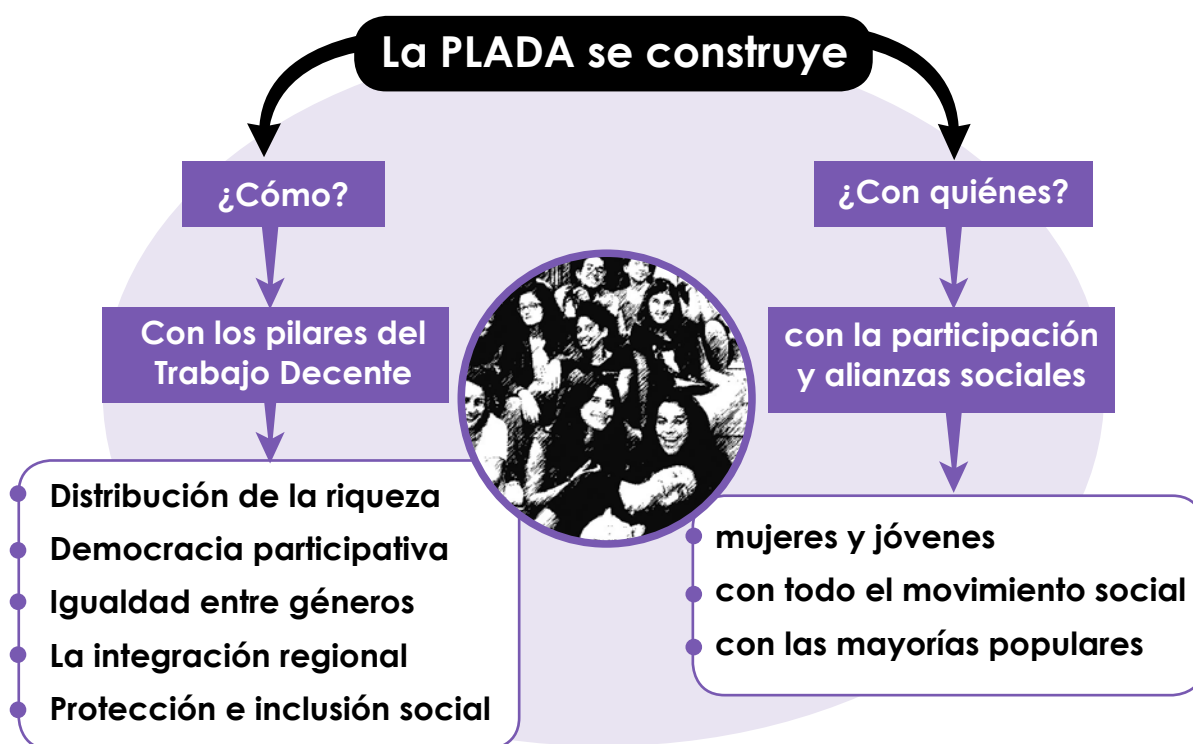 La PLADA se construye
¿Cómo?
Con los pilares del
Trabajo Decente
Distribución de la riqueza
Democracia participativa
Igualdad entre géneros
La integración regional
Protección e inclusión social
¿Con quiénes?
con la participación
y alianzas sociales
mujeres y jóvenes
con todo el movimiento social
con las mayorías populares